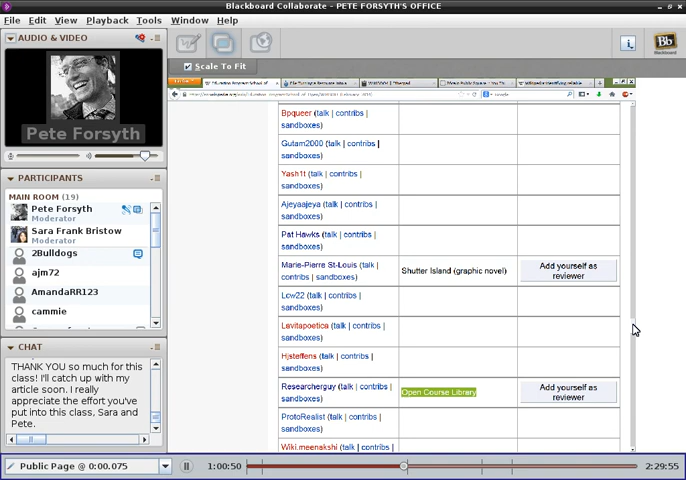 Blackboard Collaborate - PETE FORSYTH'S OFFICE
File Edit View Playback Tools Window Help
AUDIO & VIDEO
Pete Forsyth
PARTICIPANTS
MAIN ROOM (19)
Pete Forsyth
Moderator
Sara Frank Bristow
Moderator
2Bulldogs
ajm72
AmandaRR123
cammie
CHAT
THANK YOU so much for this
class! I'll catch up with my
article soon. I really
appreciate the effort you've
put into this class, Sara and
Pete.
Scale To Fit
Bb
Bpqueer (talk | contribs |
sandboxes)
Gutam2000 (talk | contribs |
sandboxes)
Yash1t (talk | contribs |
sandboxes)
Ajeyaajeya (talk | contribs |
sandboxes)
Pat Hawks (talk | contribs |
sandboxes)
Marie-Pierre St-Louis (talk |
contribs | sandboxes)
Shutter Island (graphic novel)
Add yourself as
reviewer
Lcw22 (talk | contribs |
sandboxes)
Lavitapoetica (talk | contribs |
sandboxes)
Hjsteffens (talk | contribs |
sandboxes)
Researcherguy (talk | contribs |
sandboxes)
Open Course Library
Add yourself as
reviewer
ProtoRealist (talk | contribs |
sandboxes)
Wiki.meenakshi (talk | contribs |
Public Page @ 0:00.075
1:00:50
2:29:55